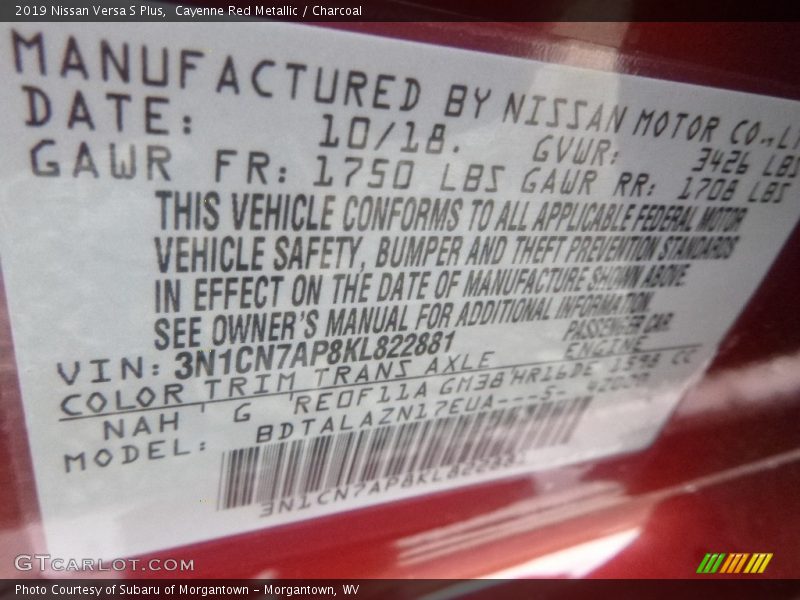 2019 Nissan Versa S Plus, Cayenne Red Metallic / Charcoal
MANUFACTURED BY NISSAN MOTOR CO.,LT
DATE: 10/18. GVWR: 3426 LBS
GAWR FR: 1750 LBS GAWR RR: 1708 LBS
THIS VEHICLE CONFORMS TO ALL APPLICABLE FEDERAL MOTOR
VEHICLE SAFETY, BUMPER AND THEFT PREVENTION STANDARDS
IN EFFECT ON THE DATE OF MANUFACTURE SHOWN ABOVE.
SEE OWNER'S MANUAL FOR ADDITIONAL INFORMATION.
VIN: 3N1CN7AP8KL822881 PASSENGER CAR
COLOR TRIM TRANS AXLE ENGINE
NAH ' G 'RE0F11A GM38'HR16DE 1598 CC
MODEL: BDTALAZN17EUA---S-
3N1CN7AP8KL822881
GTCARLOT.COM
Photo Courtesy of Subaru of Morgantown - Morgantown, WV